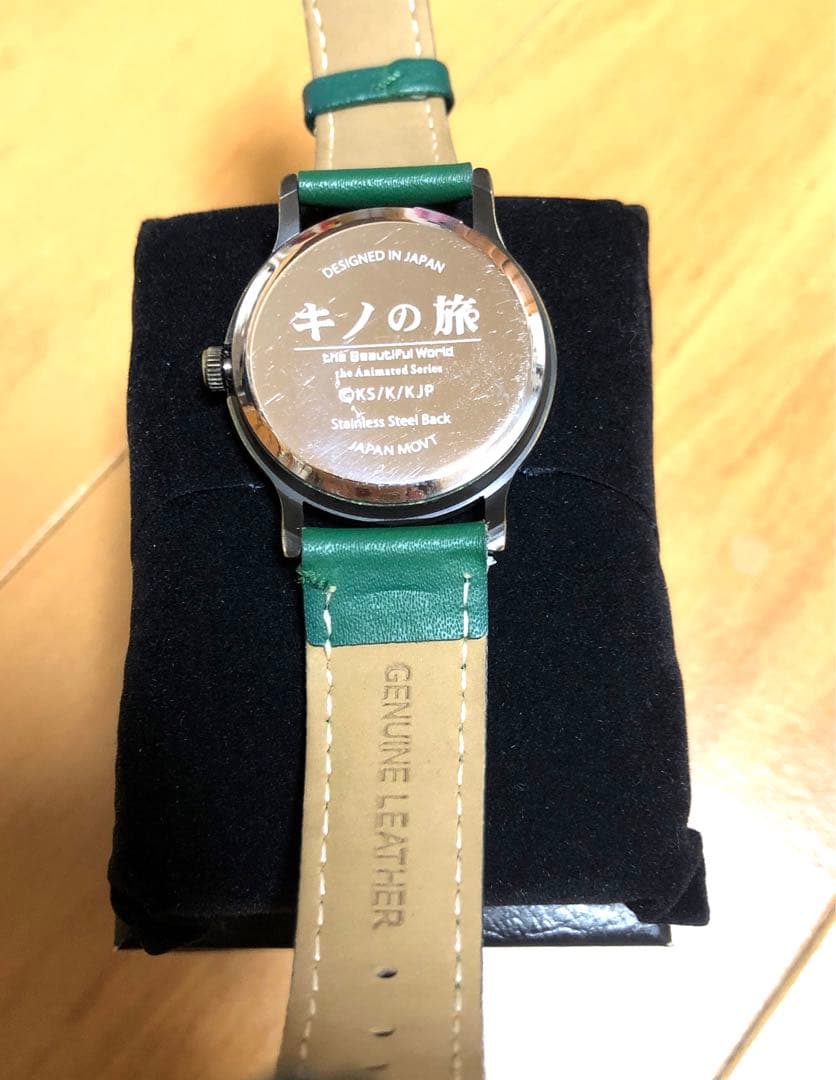 DESIGNED IN JAPAN
キノの旅
the Beautiful World
the Animated Series
©KS/K/KJP
Stainless Steel Back
JAPAN MOVT
GENUINE LEATHER